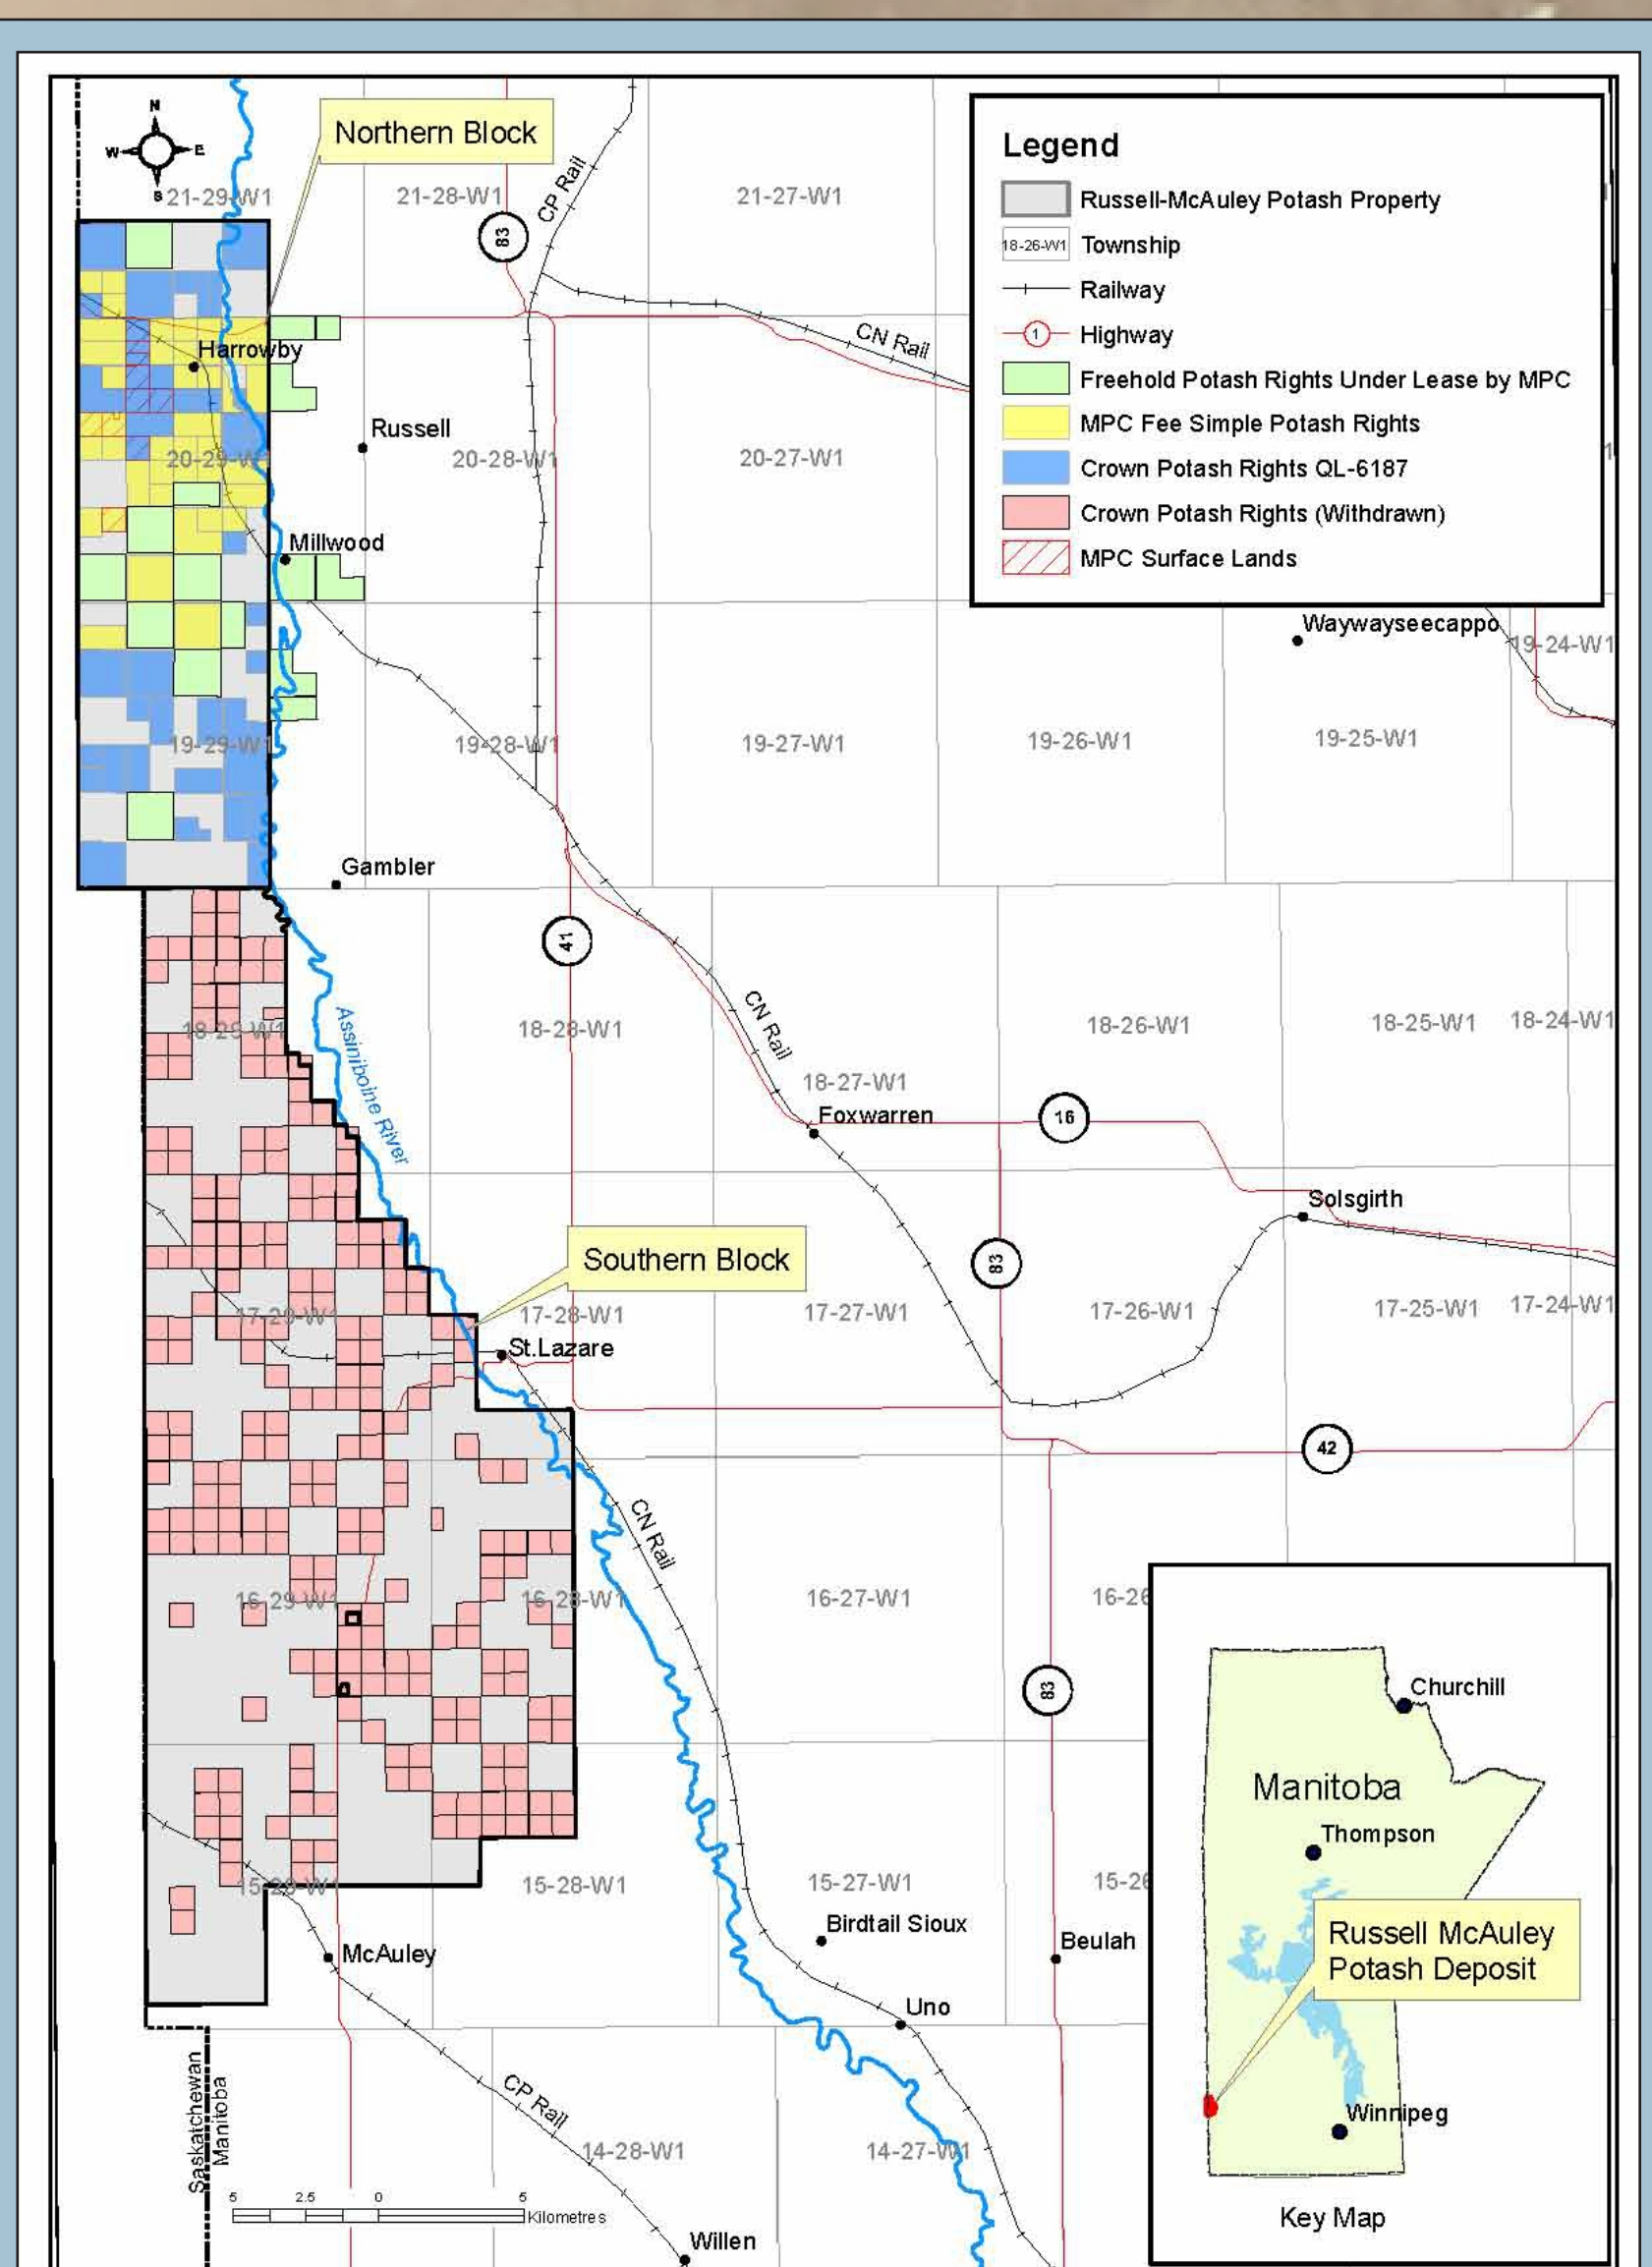 N
W
E
S
Northern Block
21-29-W1
21-28-W1
21-27-W1
83
CP Rail
CN Rail
Legend
Russell-McAuley Potash Property
18-26-W1
Township
Railway
1
Highway
Freehold Potash Rights Under Lease by MPC
MPC Fee Simple Potash Rights
Crown Potash Rights QL-6187
Crown Potash Rights (Withdrawn)
MPC Surface Lands
Harrowby
Russell
20-29-W1
20-28-W1
20-27-W1
Millwood
Waywayseecappo
19-24-W1
19-29-W1
19-28-W1
19-27-W1
19-26-W1
19-25-W1
Gambler
41
CN Rail
Assiniboine River
18-29-W1
18-28-W1
18-27-W1
18-26-W1
18-25-W1
18-24-W1
Foxwarren
16
Solsgirth
Southern Block
83
17-29-W1
17-28-W1
17-27-W1
17-26-W1
17-25-W1
17-24-W1
St.Lazare
42
CN Rail
16-29-W1
16-28-W1
16-27-W1
16-26
83
Churchill
Manitoba
Thompson
Russell McAuley
Potash Deposit
Winnipeg
Key Map
15-29-W1
15-28-W1
15-27-W1
15-26
Birdtail Sioux
Beulah
McAuley
Uno
Saskatchewan
Manitoba
CP Rail
14-28-W1
14-27-W1
5 2.5 0 5
Kilometres
Willen